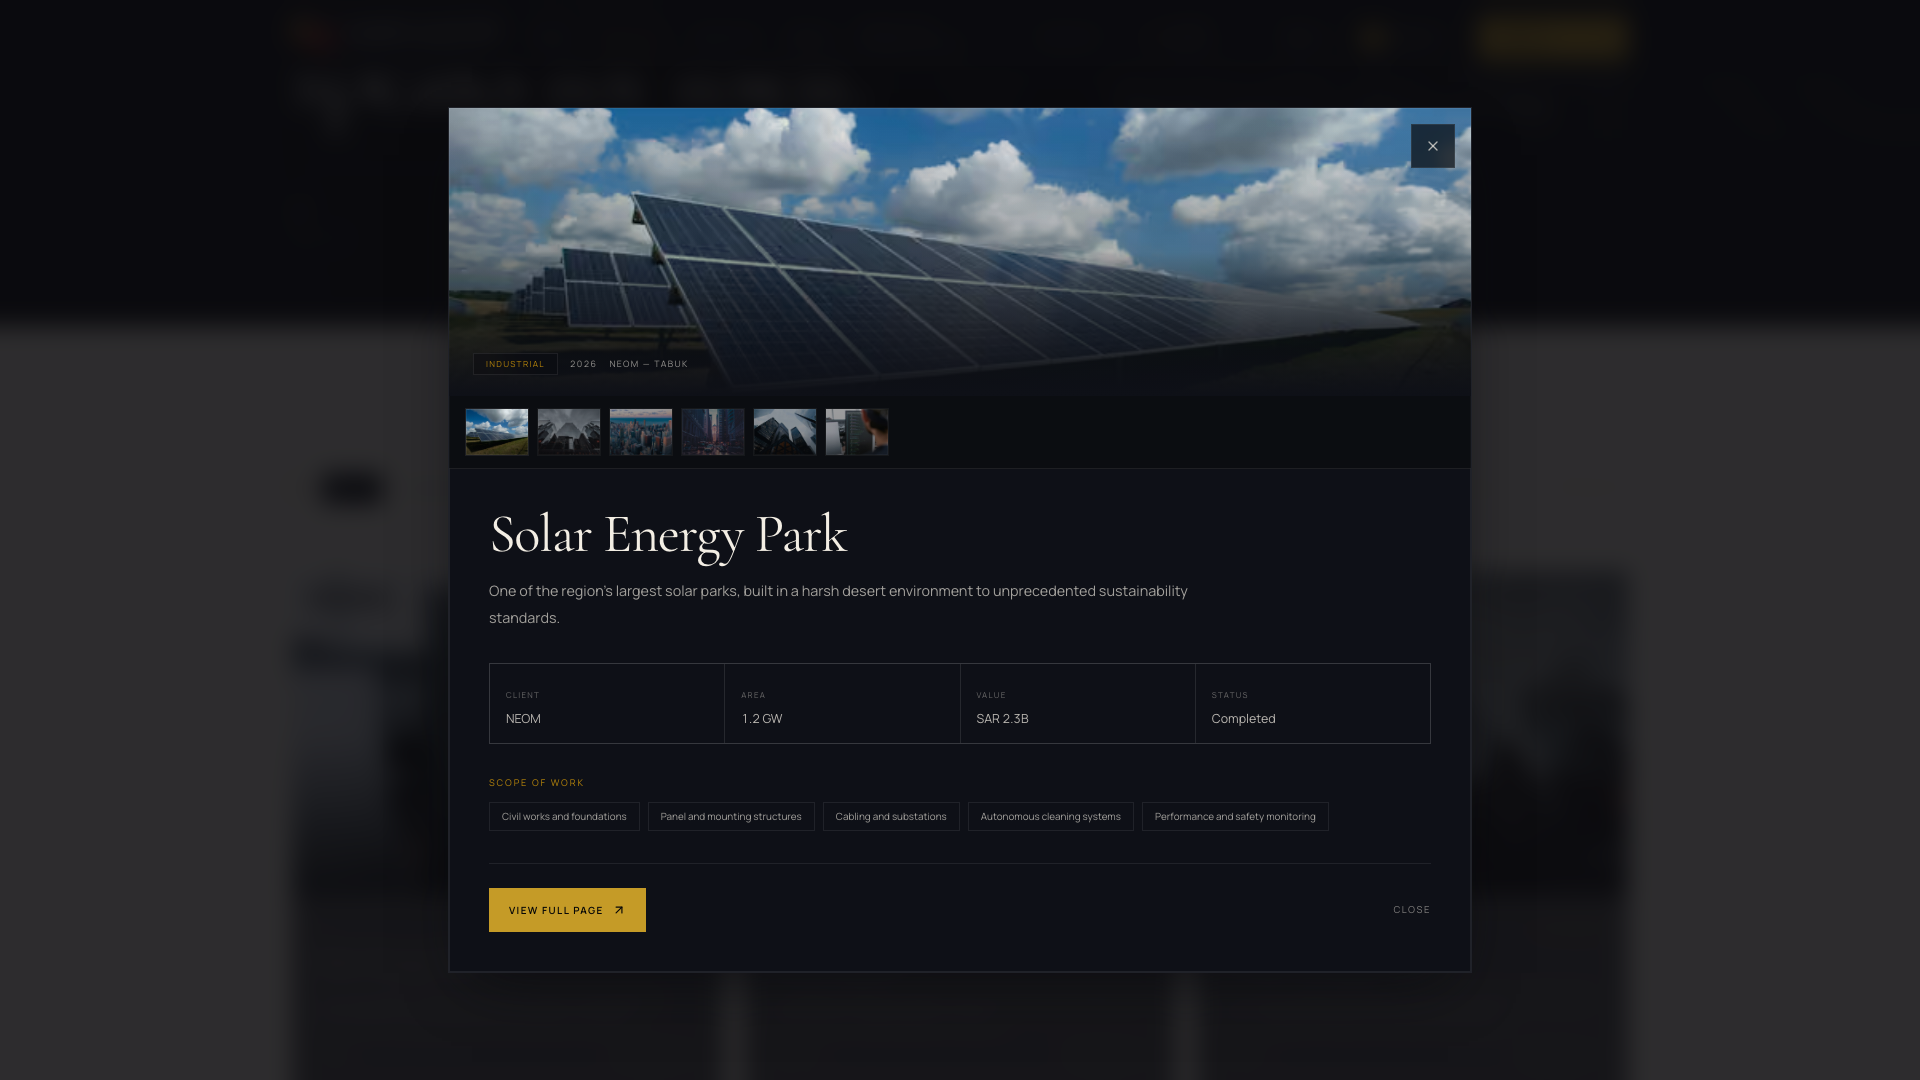 INDUSTRIAL 2026 NEOM — TABUK
Solar Energy Park
One of the region's largest solar parks, built in a harsh desert environment to unprecedented sustainability
standards.
CLIENT AREA VALUE STATUS
NEOM 1.2 GW SAR 2.3B Completed
SCOPE OF WORK
Civil works and foundations Panel and mounting structures Cabling and substations Autonomous cleaning systems Performance and safety monitoring
VIEW FULL PAGE CLOSE